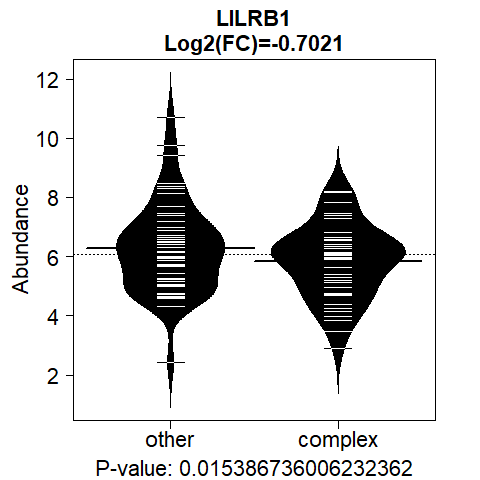 LILRB1
Log2(FC)=-0.7021
Abundance
12
10
8
6
4
2
other complex
P-value: 0.015386736006232362